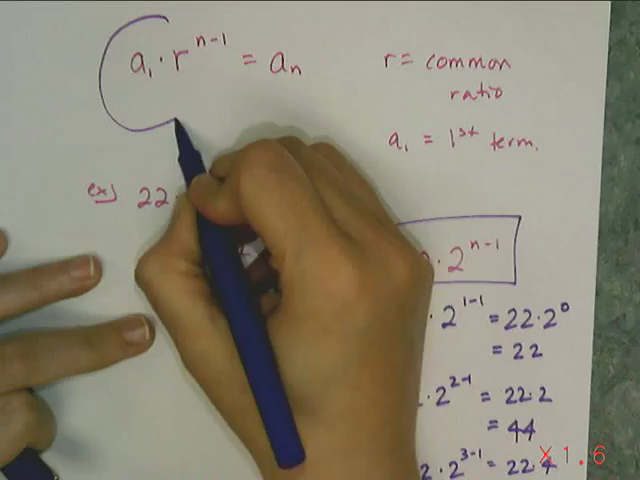 a₁ · r^(n-1) = aₙ
r = common
ratio
a₁ = 1st term.
ex) 22
· 2^(n-1)
· 2^(1-1) = 22·2⁰
= 22
· 2^(2-1) = 22·2
= 44
2 · 2^(3-1) = 22·4
X1.6